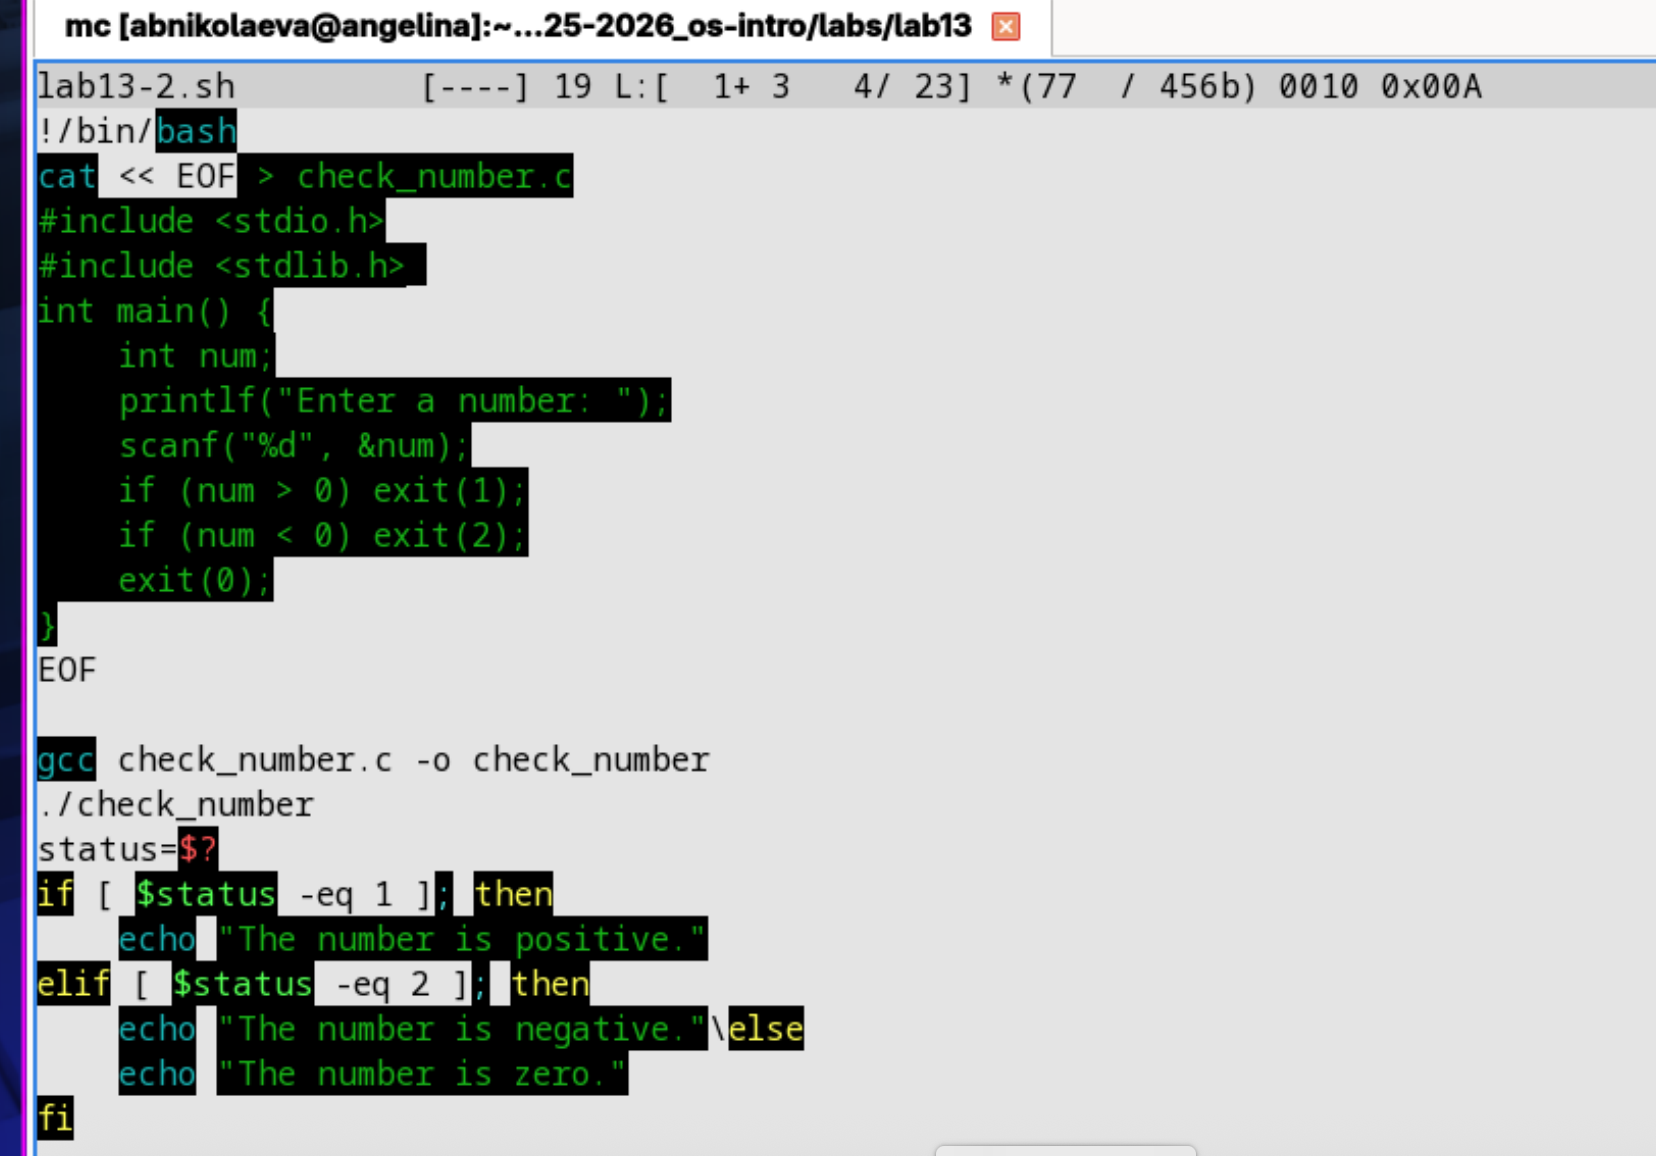 mc [abnikolaeva@angelina]:~...25-2026_os-intro/labs/lab13
lab13-2.sh [----] 19 L:[ 1+ 3 4/ 23] *(77 / 456b) 0010 0x00A
!/bin/bash
cat << EOF > check_number.c
#include <stdio.h>
#include <stdlib.h>
int main() {
    int num;
    printlf("Enter a number: ");
    scanf("%d", &num);
    if (num > 0) exit(1);
    if (num < 0) exit(2);
    exit(0);
}
EOF

gcc check_number.c -o check_number
./check_number
status=$?
if [ $status -eq 1 ]; then
    echo "The number is positive."
elif [ $status -eq 2 ]; then
    echo "The number is negative."\else
    echo "The number is zero."
fi